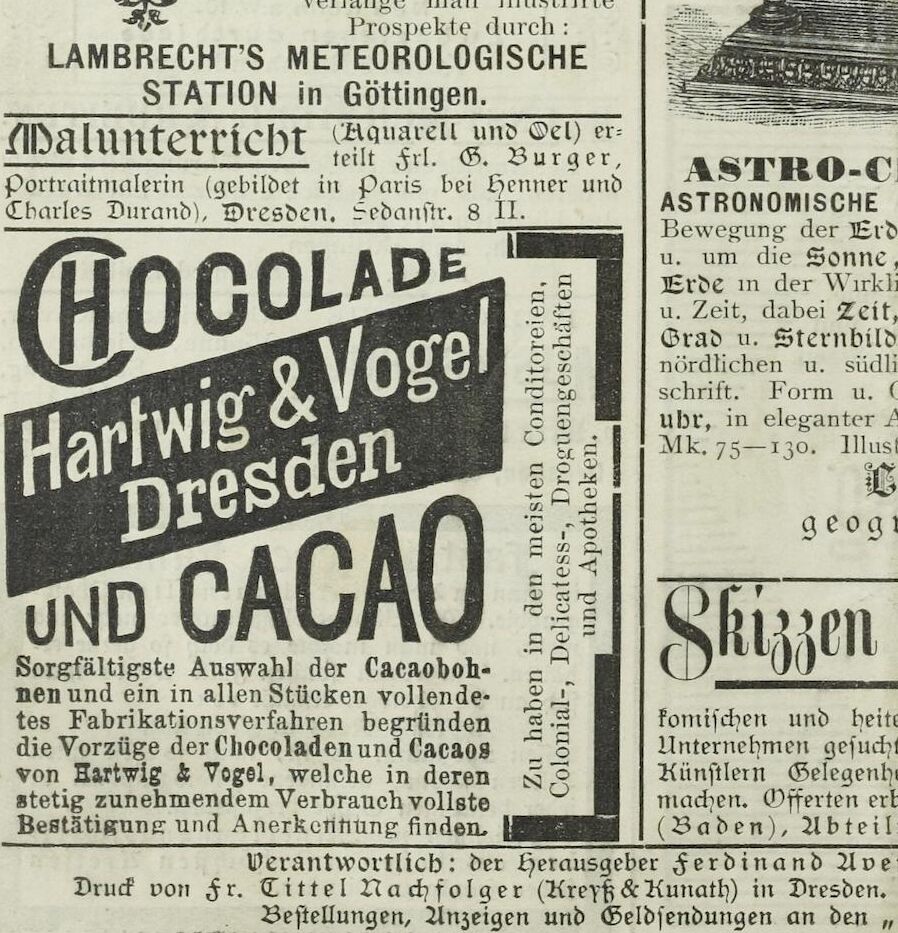 verlange man illustrirte
Prospekte durch:
LAMBRECHT'S METEOROLOGISCHE
STATION in Göttingen.
Malunterricht (Aquarell und Oel) er-
teilt Frl. G. Burger,
Portraitmalerin (gebildet in Paris bei Henner und
Charles Durand), Dresden, Sedanstr. 8 II.
CHOCOLADE
Hartwig & Vogel
Dresden
UND CACAO
Sorgfältigste Auswahl der Cacaoboh-
nen und ein in allen Stücken vollende-
tes Fabrikationsverfahren begründen
die Vorzüge der Chocoladen und Cacaos
von Hartwig & Vogel, welche in deren
stetig zunehmendem Verbrauch vollste
Bestätigung und Anerkennung finden.
Zu haben in den meisten Conditoreien,
Colonial-, Delicatess-, Droguengeschäften
und Apotheken.
ASTRO-C
ASTRONOMISCHE
Bewegung der Erd
u. um die Sonne,
Erde in der Wirkli
u. Zeit, dabei Zeit,
Grad u. Sternbild
nördlichen u. südli
schrift. Form u.
uhr, in eleganter A
Mk. 75—130. Illust
geogr
Skizzen
komischen und heite
Unternehmen gesucht
Künstlern Gelegenhe
machen. Offerten erb
(Baden), Abteil
Verantwortlich: der Herausgeber Ferdinand Ave
Druck von Fr. Tittel Nachfolger (Kreyß & Kunath) in Dresden.
Bestellungen, Anzeigen und Geldsendungen an den „